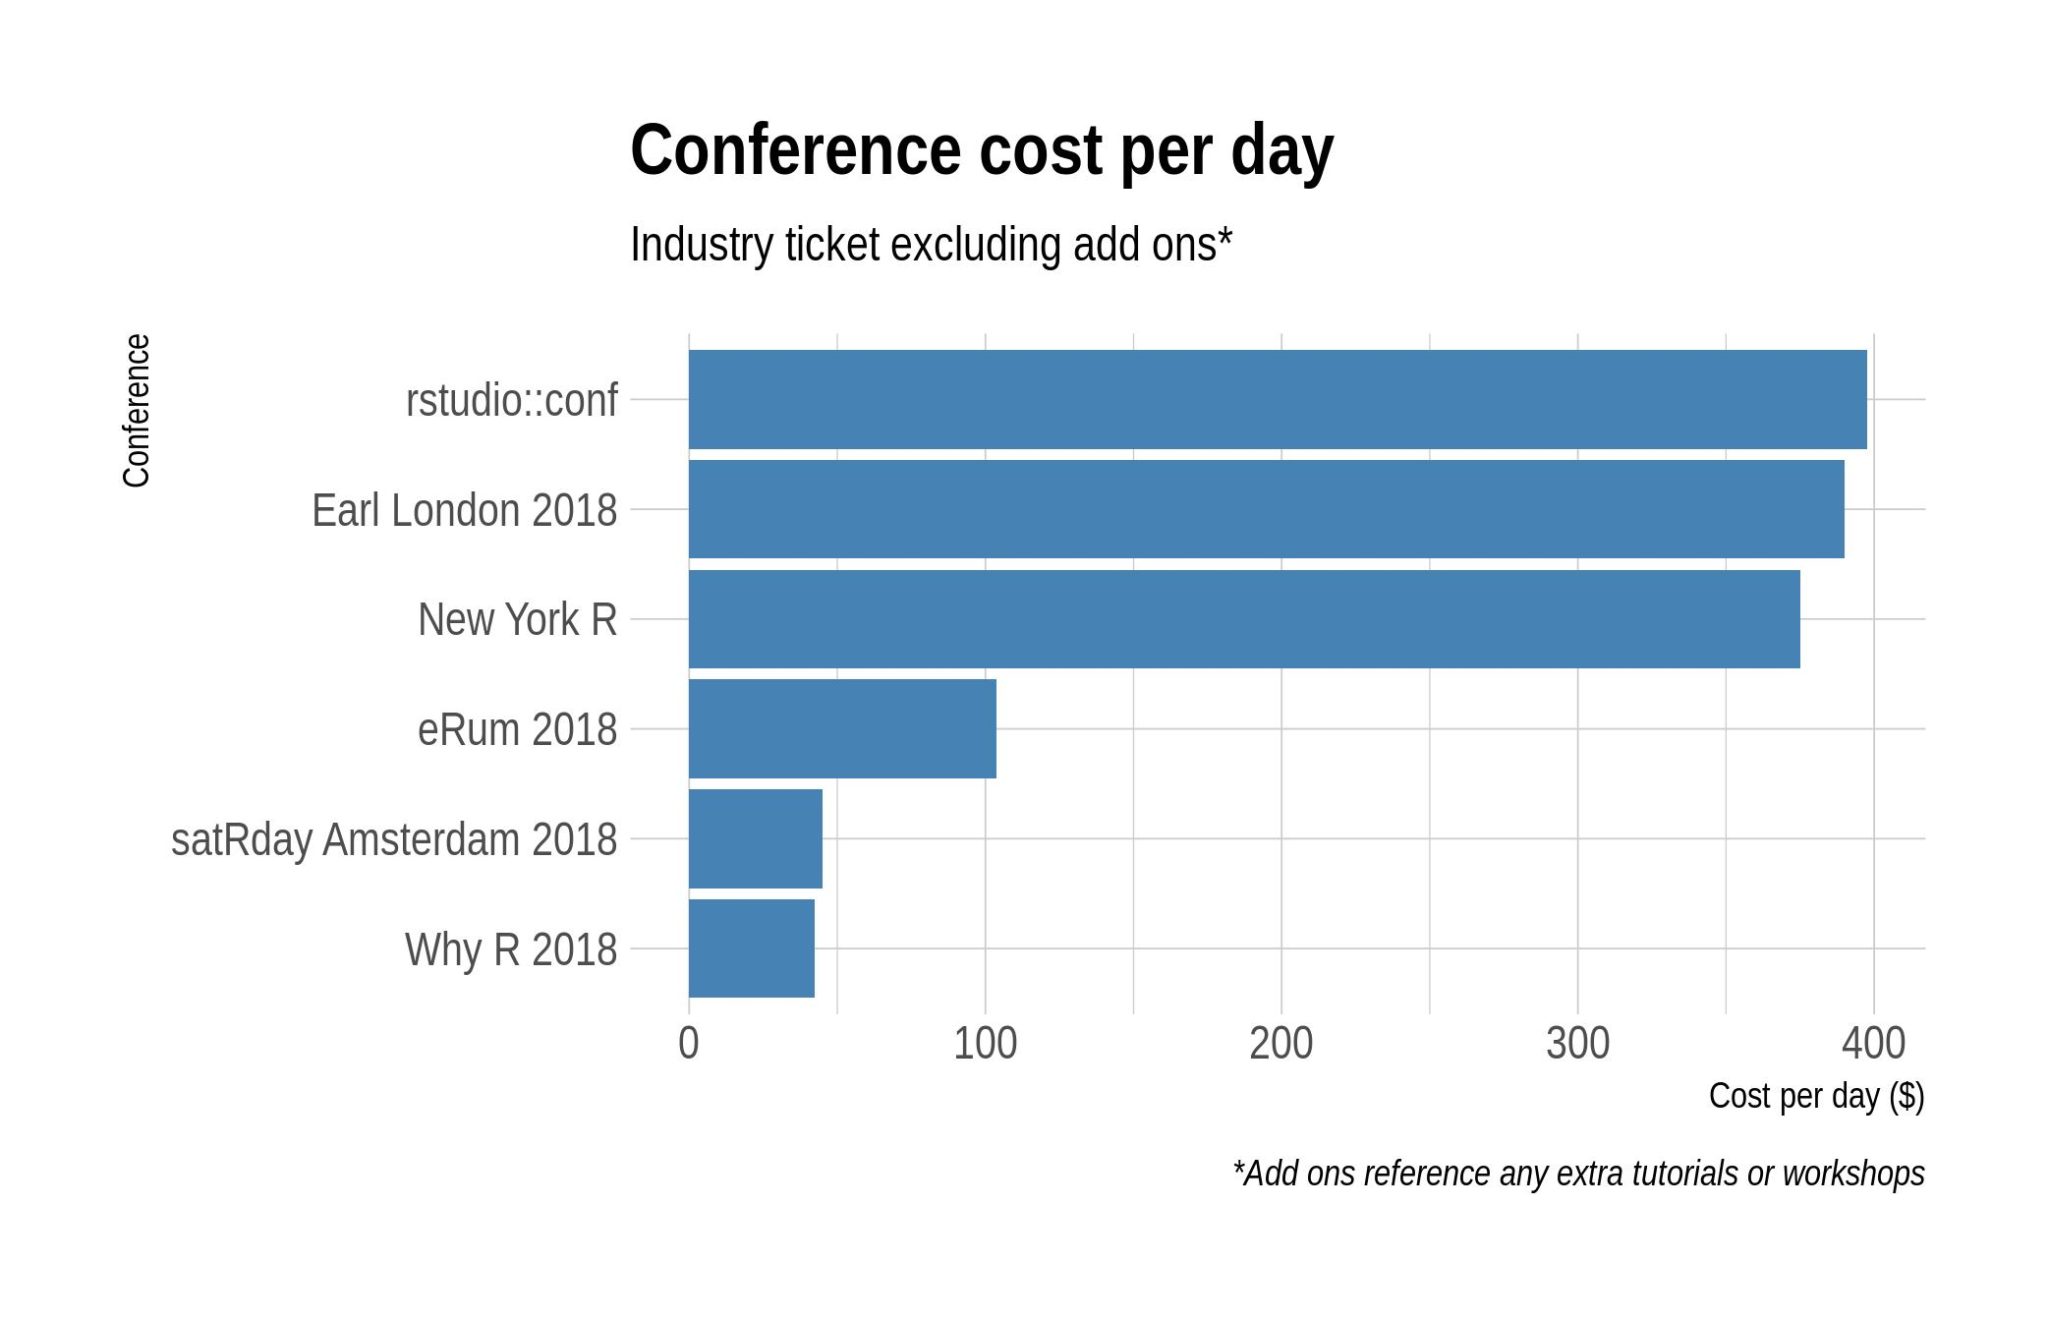 Conference cost per day
Industry ticket excluding add ons*
Conference
rstudio::conf
Earl London 2018
New York R
eRum 2018
satRday Amsterdam 2018
Why R 2018
0 100 200 300 400
Cost per day ($)
*Add ons reference any extra tutorials or workshops